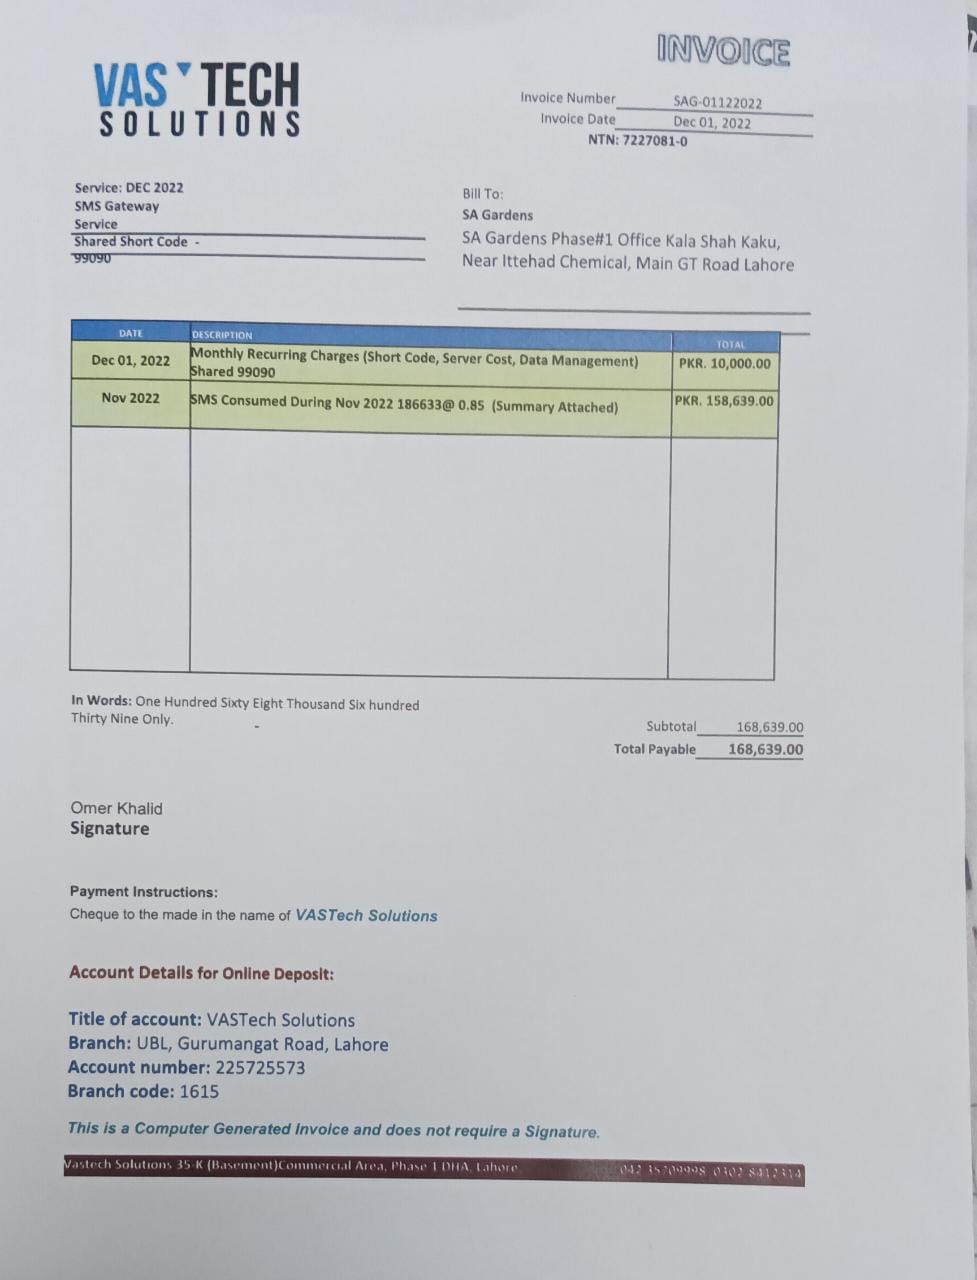 VAS TECH
SOLUTIONS
INVOICE
Invoice Number SAG-01122022
Invoice Date Dec 01, 2022
NTN: 7227081-0
Service: DEC 2022
SMS Gateway
Service
Shared Short Code -
99090
Bill To:
SA Gardens
SA Gardens Phase#1 Office Kala Shah Kaku,
Near Ittehad Chemical, Main GT Road Lahore
DATE DESCRIPTION TOTAL
Dec 01, 2022 Monthly Recurring Charges (Short Code, Server Cost, Data Management) PKR. 10,000.00
Shared 99090
Nov 2022 SMS Consumed During Nov 2022 186633@ 0.85 (Summary Attached) PKR. 158,639.00
In Words: One Hundred Sixty Eight Thousand Six hundred
Thirty Nine Only. -
Subtotal 168,639.00
Total Payable 168,639.00
Omer Khalid
Signature
Payment Instructions:
Cheque to the made in the name of VASTech Solutions
Account Details for Online Deposit:
Title of account: VASTech Solutions
Branch: UBL, Gurumangat Road, Lahore
Account number: 225725573
Branch code: 1615
This is a Computer Generated Invoice and does not require a Signature.
Vastech Solutions 35-K (Basement)Commercial Area, Phase 1 DHA, Lahore 042 35709998